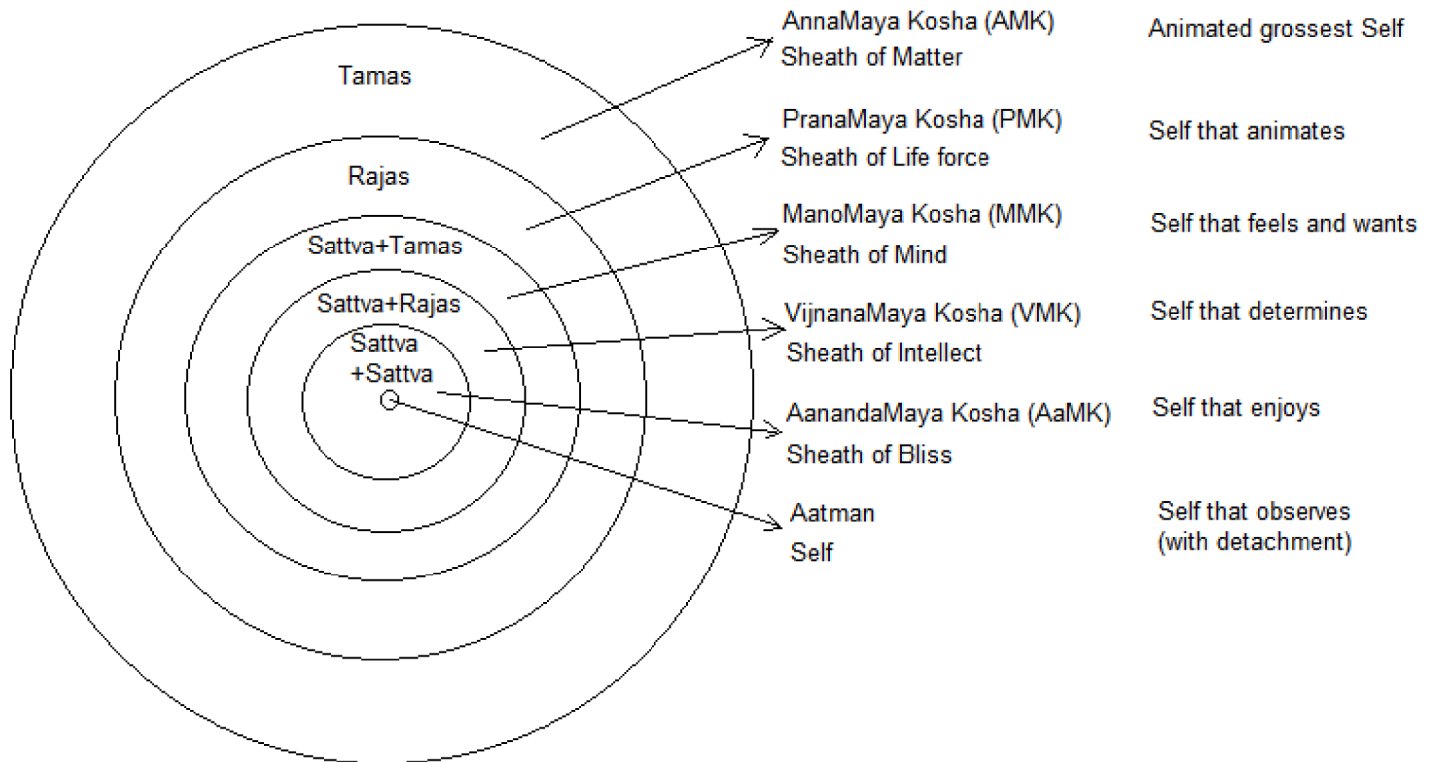 Tamas
Rajas
Sattva+Tamas
Sattva+Rajas
Sattva
+Sattva
AnnaMaya Kosha (AMK)
Sheath of Matter
Animated grossest Self
PranaMaya Kosha (PMK)
Sheath of Life force
Self that animates
ManoMaya Kosha (MMK)
Sheath of Mind
Self that feels and wants
VijnanaMaya Kosha (VMK)
Sheath of Intellect
Self that determines
AanandaMaya Kosha (AaMK)
Sheath of Bliss
Self that enjoys
Aatman
Self
Self that observes
(with detachment)